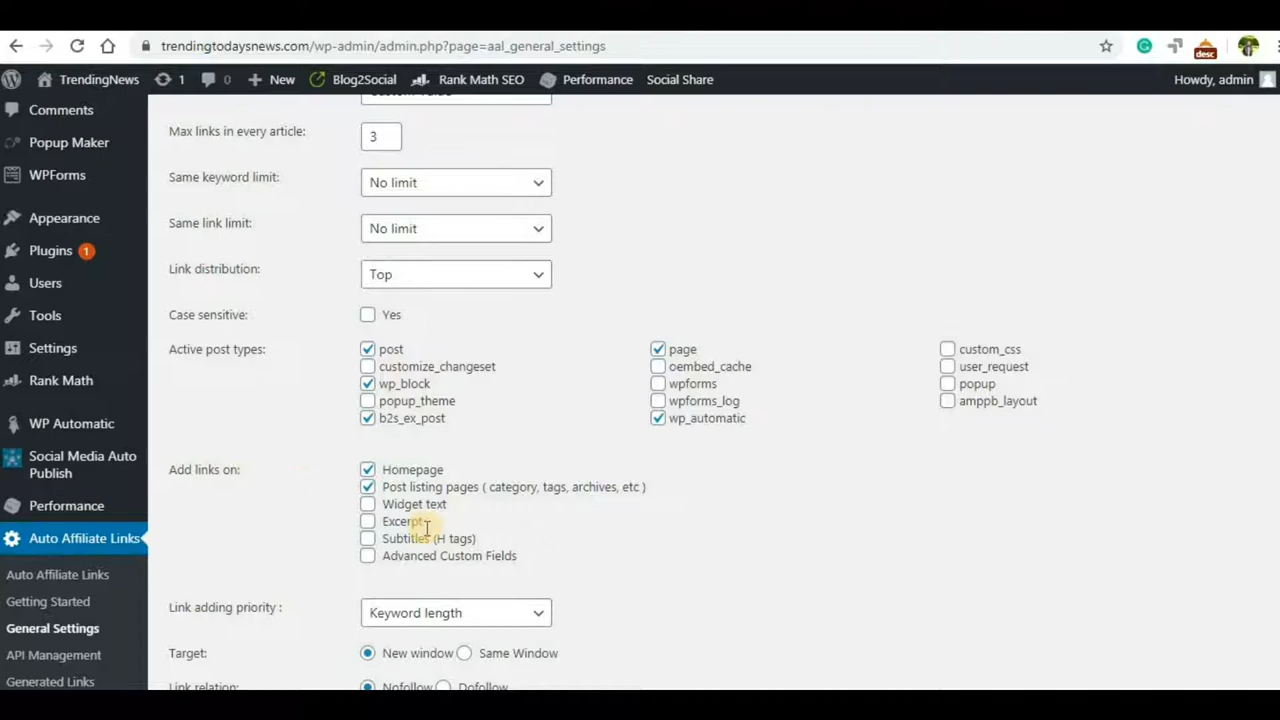 trendingtodaysnews.com/wp-admin/admin.php?page=aal_general_settings
desc
TrendingNews 1 0 New Blog2Social Rank Math SEO Performance Social Share Howdy, admin
Comments
Popup Maker
WPForms
Appearance
Plugins 1
Users
Tools
Settings
Rank Math
WP Automatic
Social Media Auto
Publish
Performance
Auto Affiliate Links
Auto Affiliate Links
Getting Started
General Settings
API Management
Generated Links
Max links in every article: 3
Same keyword limit: No limit
Same link limit: No limit
Link distribution: Top
Case sensitive: Yes
Active post types: post page custom_css
customize_changeset oembed_cache user_request
wp_block wpforms popup
popup_theme wpforms_log amppb_layout
b2s_ex_post wp_automatic
Add links on: Homepage
Post listing pages ( category, tags, archives, etc )
Widget text
Excerpt
Subtitles (H tags)
Advanced Custom Fields
Link adding priority : Keyword length
Target: New window Same Window
Link relation: Nofollow Dofollow